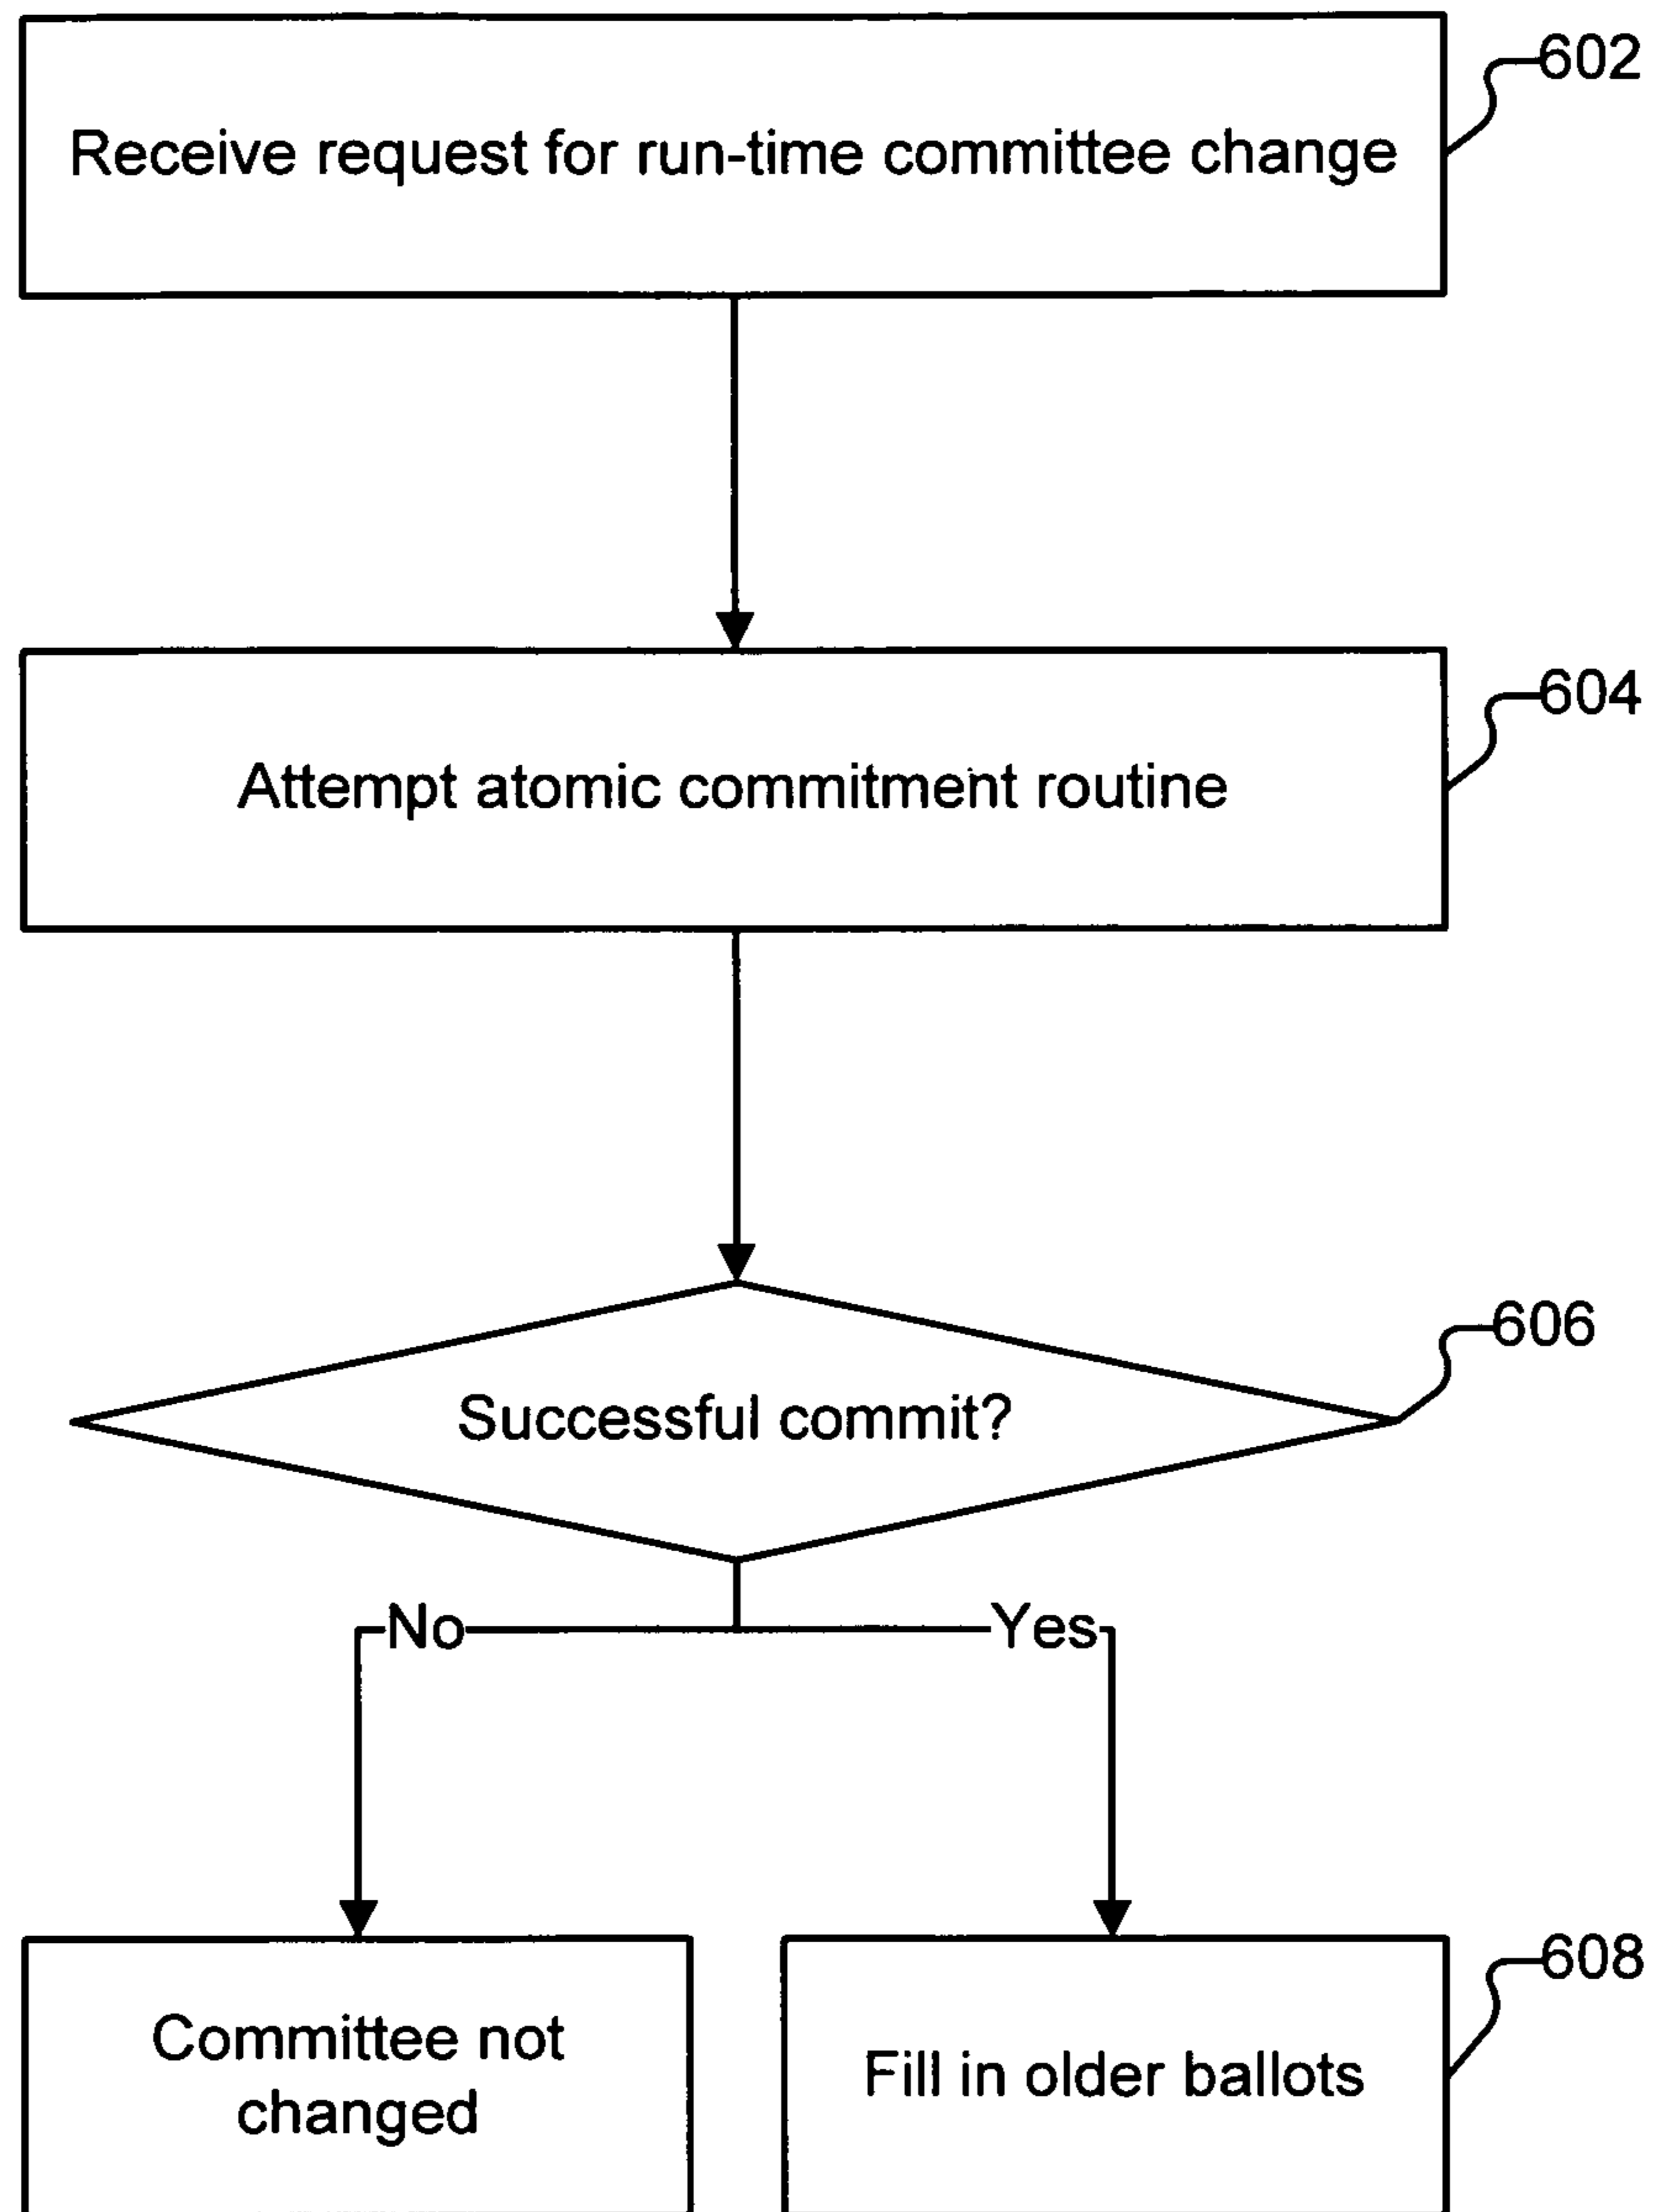 602
Receive request for run-time committee change
604
Attempt atomic commitment routine
606
Successful commit?
No
Yes
608
Committee not
changed
Fill in older ballots